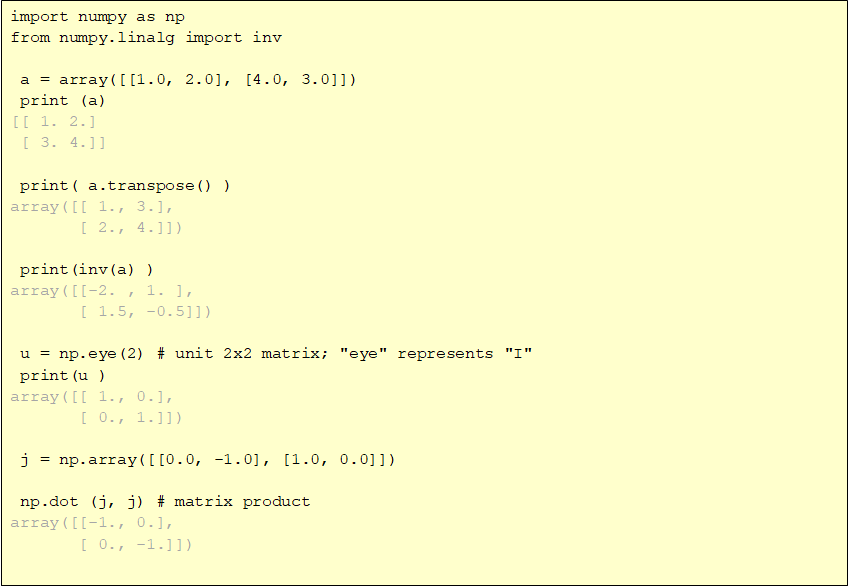 import numpy as np
from numpy.linalg import inv
a = array([[1.0, 2.0], [4.0, 3.0]])
print (a)
[[ 1. 2.]
[ 3. 4.]]
print( a.transpose() )
array([[ 1., 3.],
[ 2., 4.]])
print(inv(a) )
array([[-2. , 1. ],
[ 1.5, -0.5]])
u = np.eye(2) # unit 2x2 matrix; "eye" represents "I"
print(u )
array([[ 1., 0.],
[ 0., 1.]])
j = np.array([[0.0, -1.0], [1.0, 0.0]])
np.dot (j, j) # matrix product
array([[-1., 0.],
[ 0., -1.]])